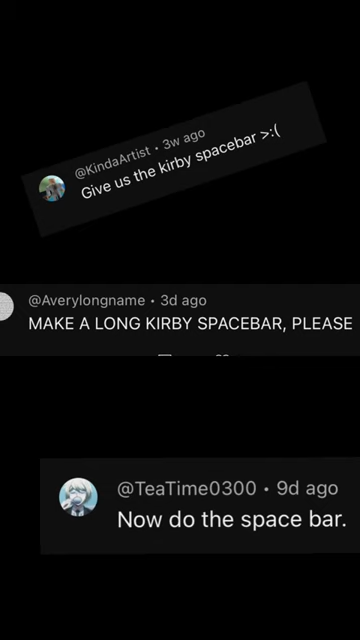 @KindaArtist • 3w ago
Give us the kirby spacebar >:(
@Averylongname • 3d ago
MAKE A LONG KIRBY SPACEBAR, PLEASE
@TeaTime0300 • 9d ago
Now do the space bar.